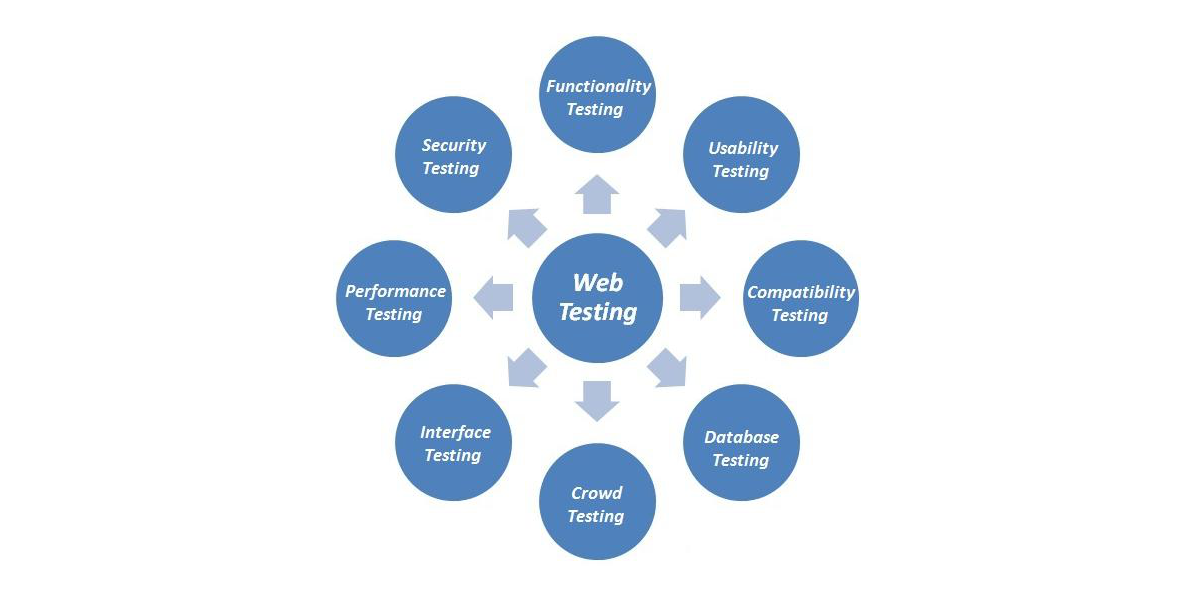 Functionality
Testing
Security
Testing
Usability
Testing
Performance
Testing
Web
Testing
Compatibility
Testing
Interface
Testing
Database
Testing
Crowd
Testing